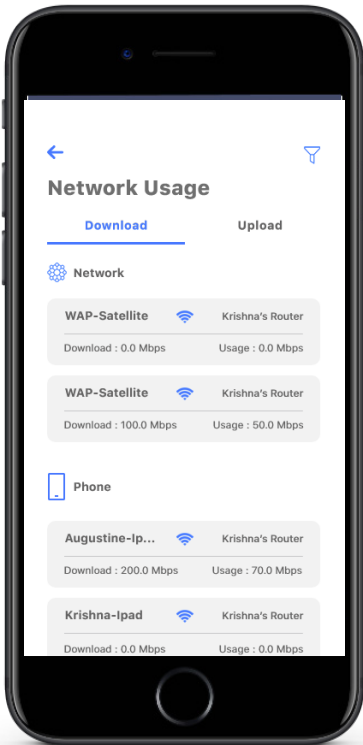 Network Usage
Download Upload
Network
WAP-Satellite Krishna's Router
Download : 0.0 Mbps Usage : 0.0 Mbps
WAP-Satellite Krishna's Router
Download : 100.0 Mbps Usage : 50.0 Mbps
Phone
Augustine-Ip... Krishna's Router
Download : 200.0 Mbps Usage : 70.0 Mbps
Krishna-Ipad Krishna's Router
Download : 0.0 Mbps Usage : 0.0 Mbps